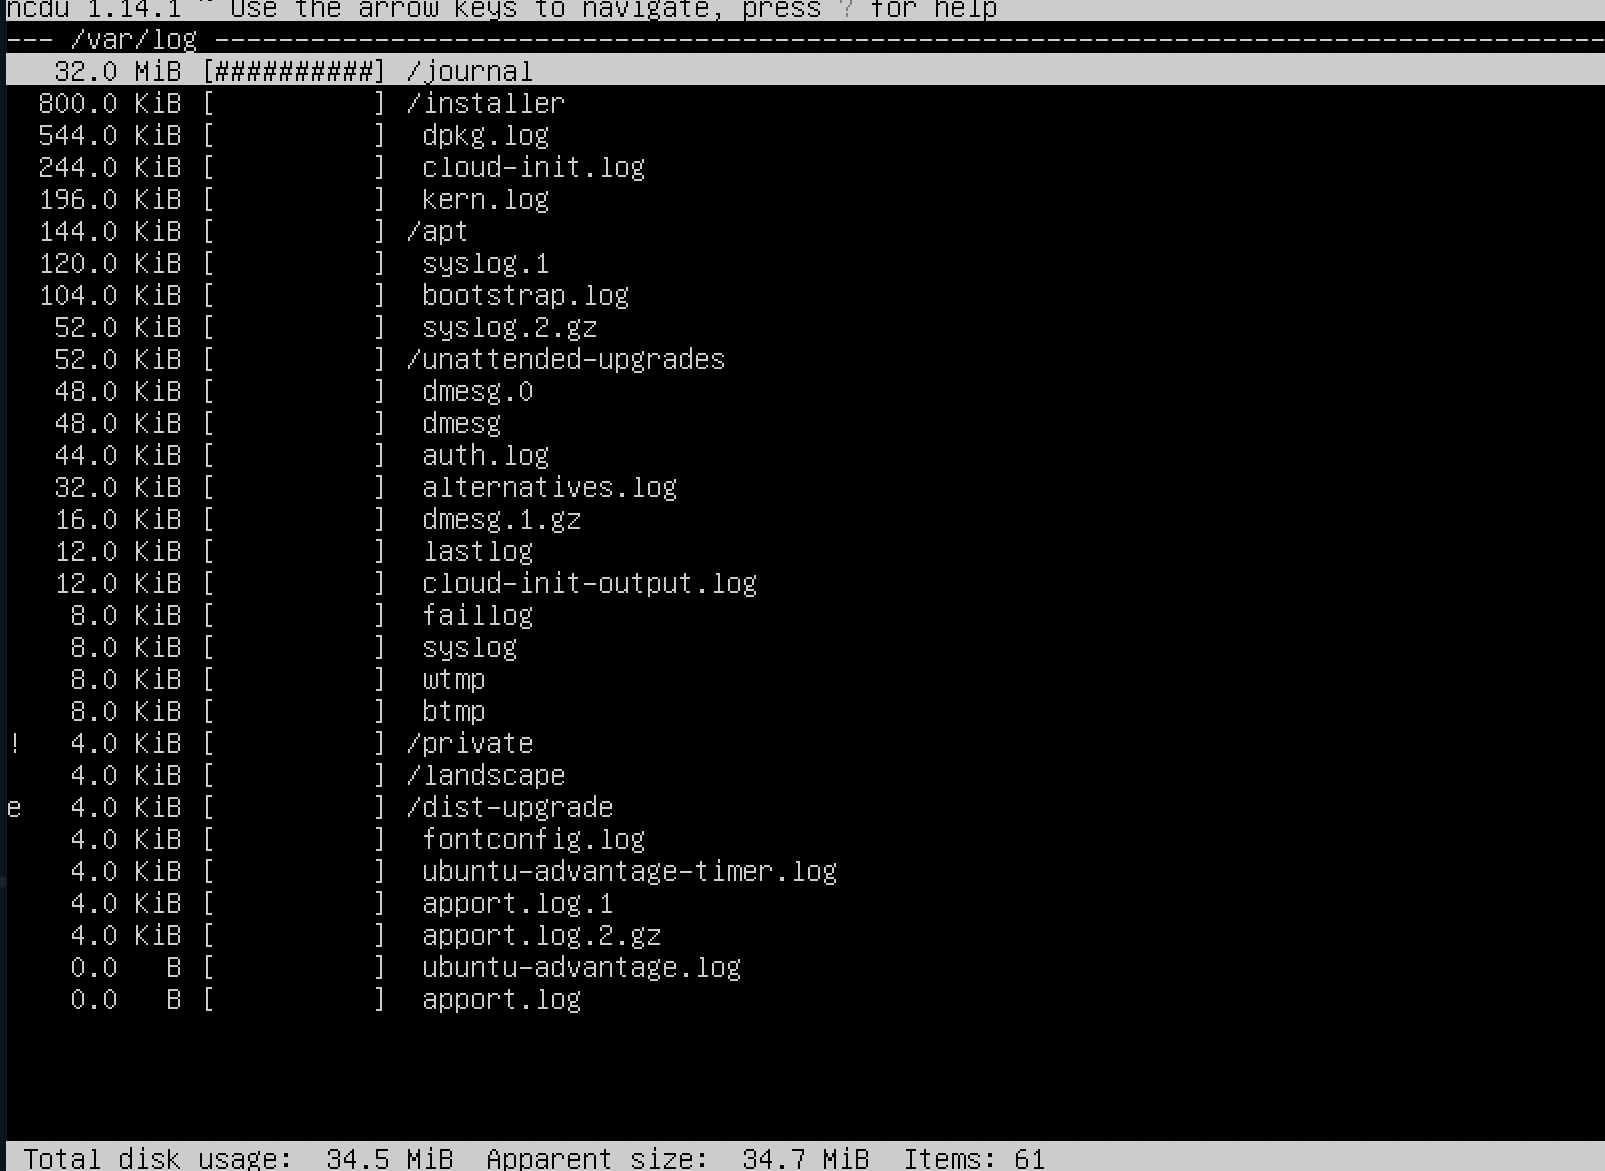 ncdu 1.14.1 ~ Use the arrow keys to navigate, press ? for help
--- /var/log ---------------------------------------------------------------------------------------
32.0 MiB [##########] /journal
800.0 KiB [          ] /installer
544.0 KiB [          ]  dpkg.log
244.0 KiB [          ]  cloud-init.log
196.0 KiB [          ]  kern.log
144.0 KiB [          ] /apt
120.0 KiB [          ]  syslog.1
104.0 KiB [          ]  bootstrap.log
52.0 KiB [          ]  syslog.2.gz
52.0 KiB [          ] /unattended-upgrades
48.0 KiB [          ]  dmesg.0
48.0 KiB [          ]  dmesg
44.0 KiB [          ]  auth.log
32.0 KiB [          ]  alternatives.log
16.0 KiB [          ]  dmesg.1.gz
12.0 KiB [          ]  lastlog
12.0 KiB [          ]  cloud-init-output.log
8.0 KiB [          ]  faillog
8.0 KiB [          ]  syslog
8.0 KiB [          ]  wtmp
8.0 KiB [          ]  btmp
! 4.0 KiB [          ] /private
4.0 KiB [          ] /landscape
e 4.0 KiB [          ] /dist-upgrade
4.0 KiB [          ]  fontconfig.log
4.0 KiB [          ]  ubuntu-advantage-timer.log
4.0 KiB [          ]  apport.log.1
4.0 KiB [          ]  apport.log.2.gz
0.0   B [          ]  ubuntu-advantage.log
0.0   B [          ]  apport.log
Total disk usage:  34.5 MiB  Apparent size:  34.7 MiB  Items: 61